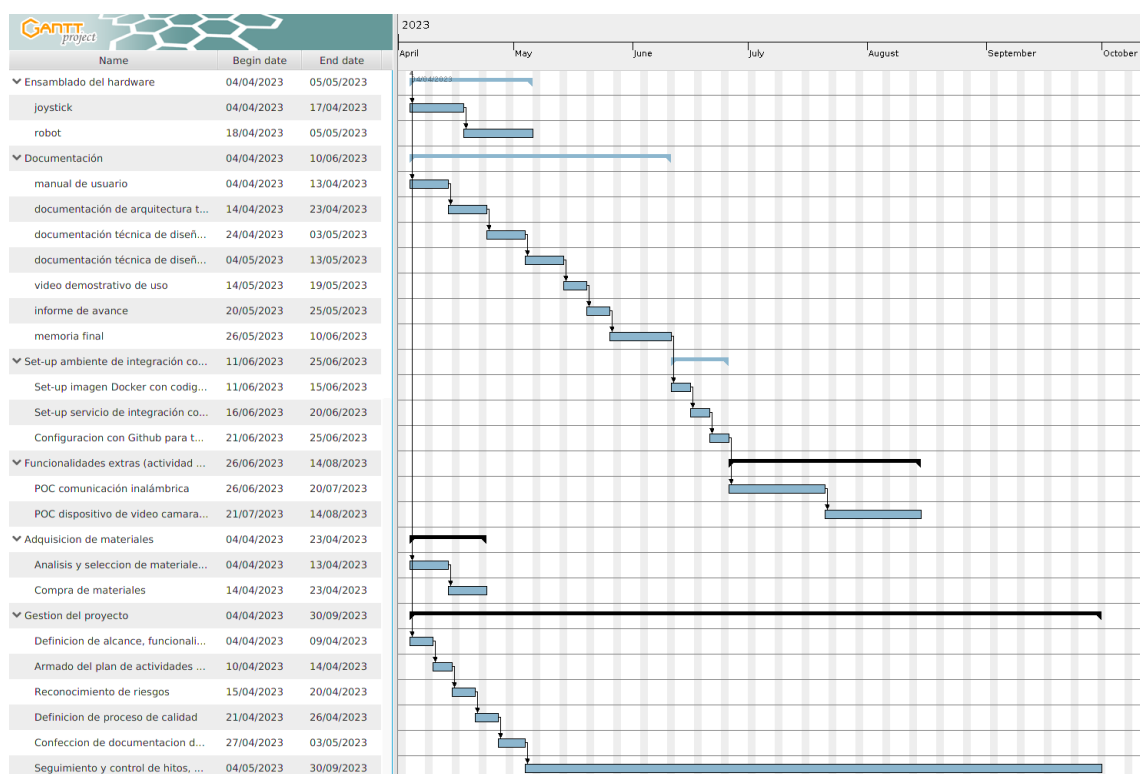 GANTT
project
2023
April May June July August September October
Name Begin date End date
Ensamblado del hardware 04/04/2023 05/05/2023
joystick 04/04/2023 17/04/2023
robot 18/04/2023 05/05/2023
Documentación 04/04/2023 10/06/2023
manual de usuario 04/04/2023 13/04/2023
documentación de arquitectura t... 14/04/2023 23/04/2023
documentación técnica de diseñ... 24/04/2023 03/05/2023
documentación técnica de diseñ... 04/05/2023 13/05/2023
video demostrativo de uso 14/05/2023 19/05/2023
informe de avance 20/05/2023 25/05/2023
memoria final 26/05/2023 10/06/2023
Set-up ambiente de integración co... 11/06/2023 25/06/2023
Set-up imagen Docker con codig... 11/06/2023 15/06/2023
Set-up servicio de integración co... 16/06/2023 20/06/2023
Configuracion con Github para t... 21/06/2023 25/06/2023
Funcionalidades extras (actividad ... 26/06/2023 14/08/2023
POC comunicación inalámbrica 26/06/2023 20/07/2023
POC dispositivo de video camara... 21/07/2023 14/08/2023
Adquisicion de materiales 04/04/2023 23/04/2023
Analisis y seleccion de materiale... 04/04/2023 13/04/2023
Compra de materiales 14/04/2023 23/04/2023
Gestion del proyecto 04/04/2023 30/09/2023
Definicion de alcance, funcionali... 04/04/2023 09/04/2023
Armado del plan de actividades ... 10/04/2023 14/04/2023
Reconocimiento de riesgos 15/04/2023 20/04/2023
Definicion de proceso de calidad 21/04/2023 26/04/2023
Confeccion de documentacion d... 27/04/2023 03/05/2023
Seguimiento y control de hitos, ... 04/05/2023 30/09/2023